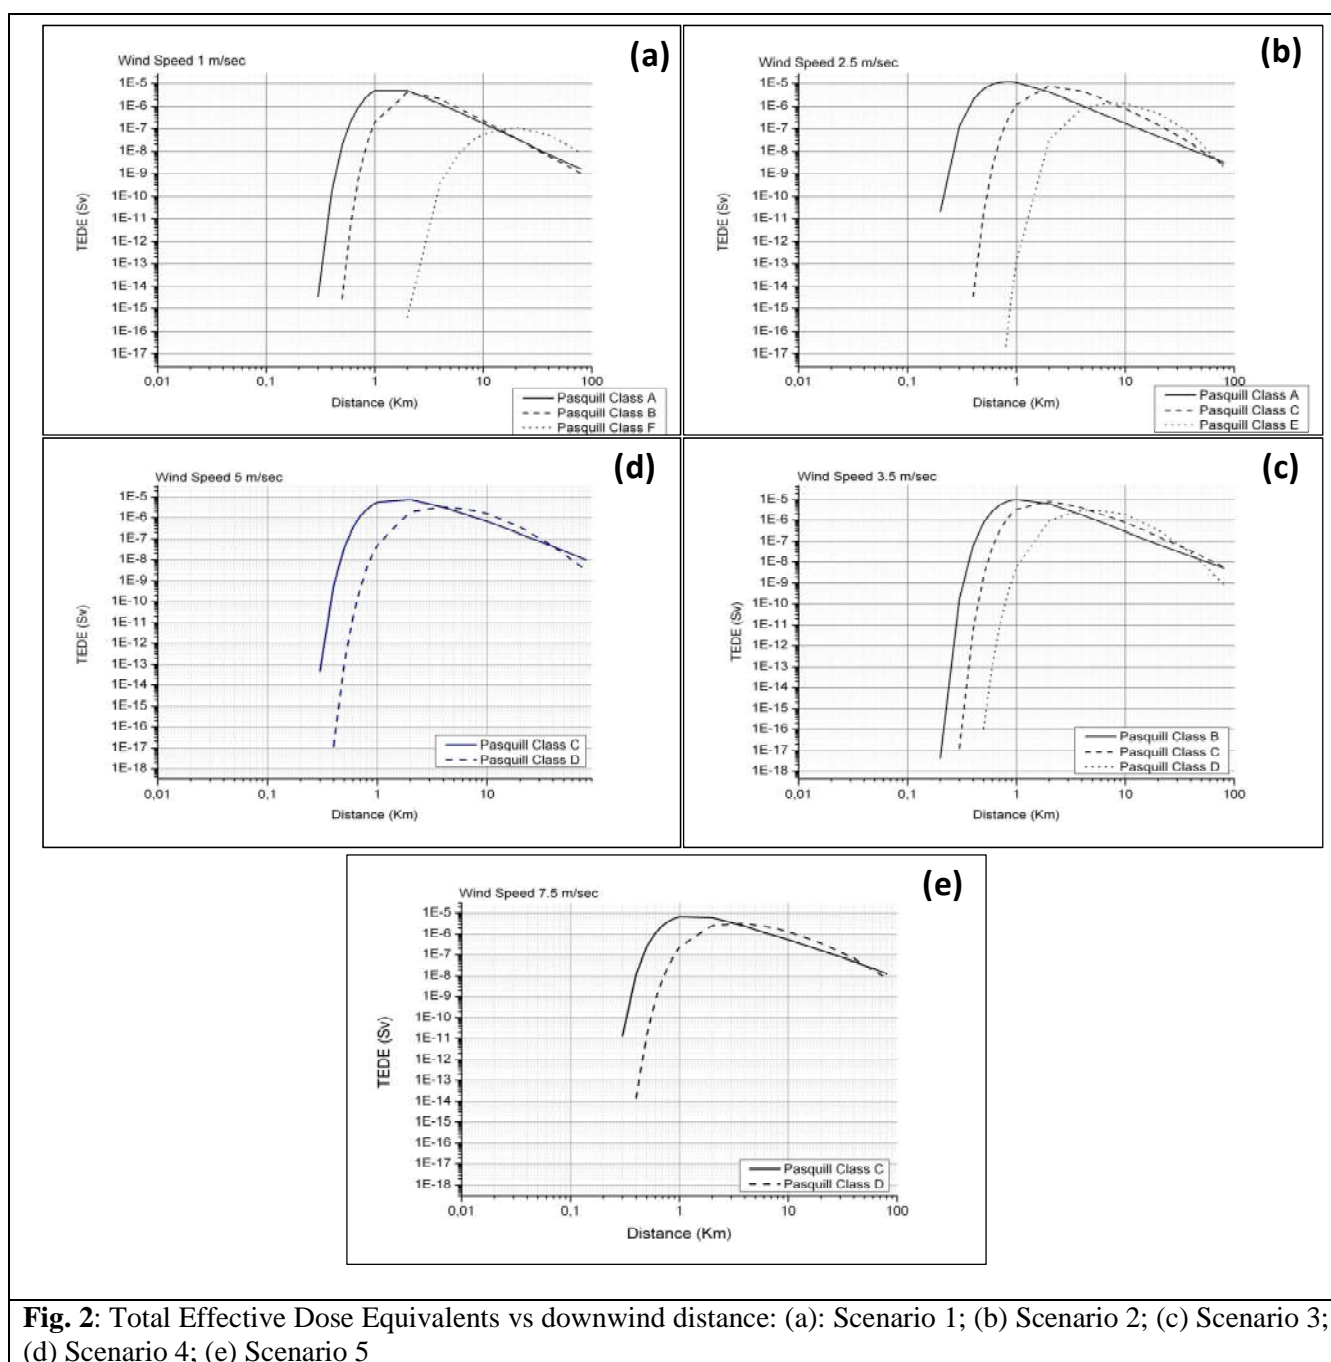 (a)
Wind Speed 1 m/sec
1E-5
1E-6
1E-7
1E-8
1E-9
1E-10
1E-11
1E-12
1E-13
1E-14
1E-15
1E-16
1E-17
TEDE (Sv)
0,01 0,1 1 10 100
Distance (Km)
Pasquill Class A
Pasquill Class B
Pasquill Class F
(b)
Wind Speed 2.5 m/sec
1E-5
1E-6
1E-7
1E-8
1E-9
1E-10
1E-11
1E-12
1E-13
1E-14
1E-15
1E-16
1E-17
TEDE (Sv)
0,01 0,1 1 10 100
Distance (Km)
Pasquill Class A
Pasquill Class C
Pasquill Class E
(d)
Wind Speed 5 m/sec
1E-5
1E-6
1E-7
1E-8
1E-9
1E-10
1E-11
1E-12
1E-13
1E-14
1E-15
1E-16
1E-17
1E-18
TEDE (Sv)
0,01 0,1 1 10
Distance (Km)
Pasquill Class C
Pasquill Class D
(c)
Wind Speed 3.5 m/sec
1E-5
1E-6
1E-7
1E-8
1E-9
1E-10
1E-11
1E-12
1E-13
1E-14
1E-15
1E-16
1E-17
1E-18
TEDE (Sv)
0,01 0,1 1 10 100
Distance (Km)
Pasquill Class B
Pasquill Class C
Pasquill Class D
(e)
Wind Speed 7.5 m/sec
1E-5
1E-6
1E-7
1E-8
1E-9
1E-10
1E-11
1E-12
1E-13
1E-14
1E-15
1E-16
1E-17
1E-18
TEDE (Sv)
0,01 0,1 1 10 100
Distance (Km)
Pasquill Class C
Pasquill Class D
Fig. 2: Total Effective Dose Equivalents vs downwind distance: (a): Scenario 1; (b) Scenario 2; (c) Scenario 3;
(d) Scenario 4; (e) Scenario 5